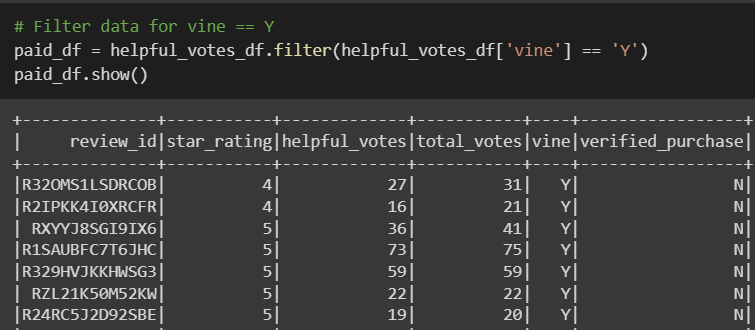 # Filter data for vine == Y
paid_df = helpful_votes_df.filter(helpful_votes_df['vine'] == 'Y')
paid_df.show()
+--------------+-----------+-------------+-----------+----+-----------------+
|     review_id|star_rating|helpful_votes|total_votes|vine|verified_purchase|
+--------------+-----------+-------------+-----------+----+-----------------+
|R32OMS1LSDRCOB|          4|           27|         31|   Y|                N|
|R2IPKK4I0XRCFR|          4|           16|         21|   Y|                N|
| RXYYJ8SGI9IX6|          5|           36|         41|   Y|                N|
|R1SAUBFC7T6JHC|          5|           73|         75|   Y|                N|
|R329HVJKKHWSG3|          5|           59|         59|   Y|                N|
| RZL21K50M52KW|          5|           22|         22|   Y|                N|
|R24RC5J2D92SBE|          5|           19|         20|   Y|                N|